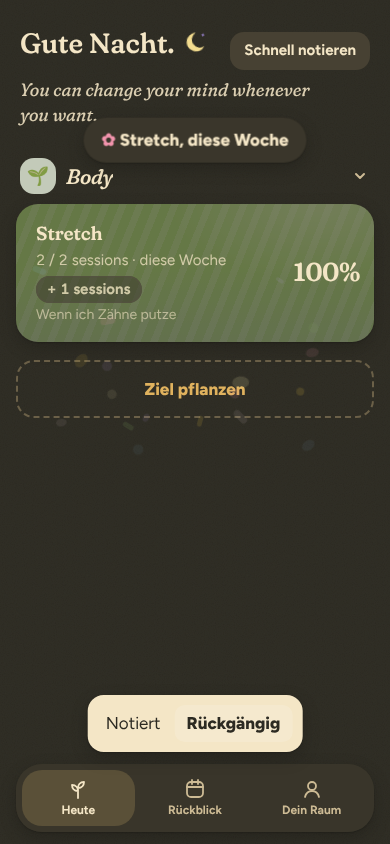 Gute Nacht.
Schnell notieren
You can change your mind whenever
you want.
Stretch, diese Woche
Body
Stretch
2 / 2 sessions · diese Woche
100%
+ 1 sessions
Wenn ich Zähne putze
Ziel pflanzen
Notiert Rückgängig
Heute Rückblick Dein Raum